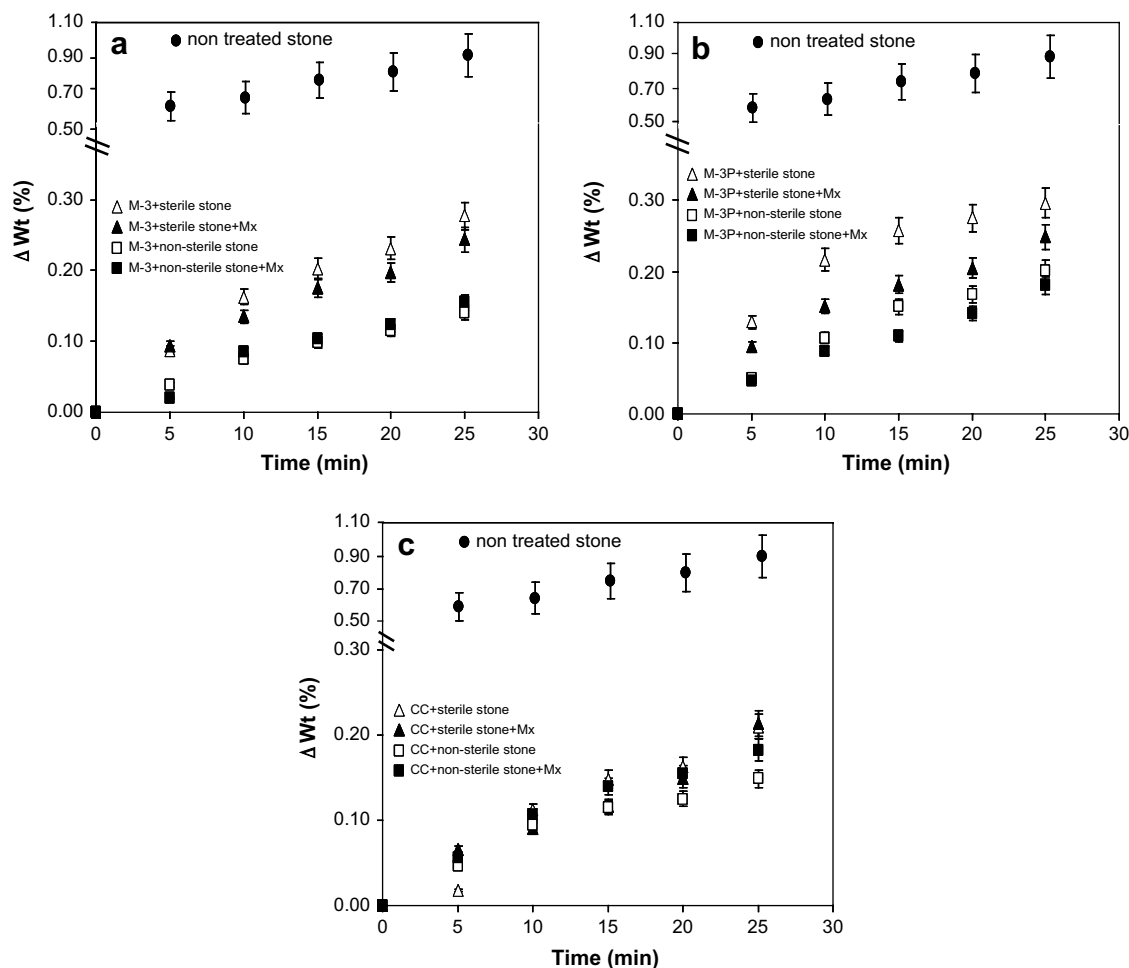 a
non treated stone
1.10
0.90
0.70
0.50
0.30
0.20
0.10
0.00
Δ Wt (%)
M-3+sterile stone
M-3+sterile stone+Mx
M-3+non-sterile stone
M-3+non-sterile stone+Mx
0 5 10 15 20 25 30
Time (min)
b
non treated stone
1.10
0.90
0.70
0.50
0.30
0.20
0.10
0.00
Δ Wt (%)
M-3P+sterile stone
M-3P+sterile stone+Mx
M-3P+non-sterile stone
M-3P+non-sterile stone+Mx
0 5 10 15 20 25 30
Time (min)
c
non treated stone
1.10
0.90
0.70
0.50
0.30
0.20
0.10
0.00
Δ Wt (%)
CC+sterile stone
CC+sterile stone+Mx
CC+non-sterile stone
CC+non-sterile stone+Mx
0 5 10 15 20 25 30
Time (min)